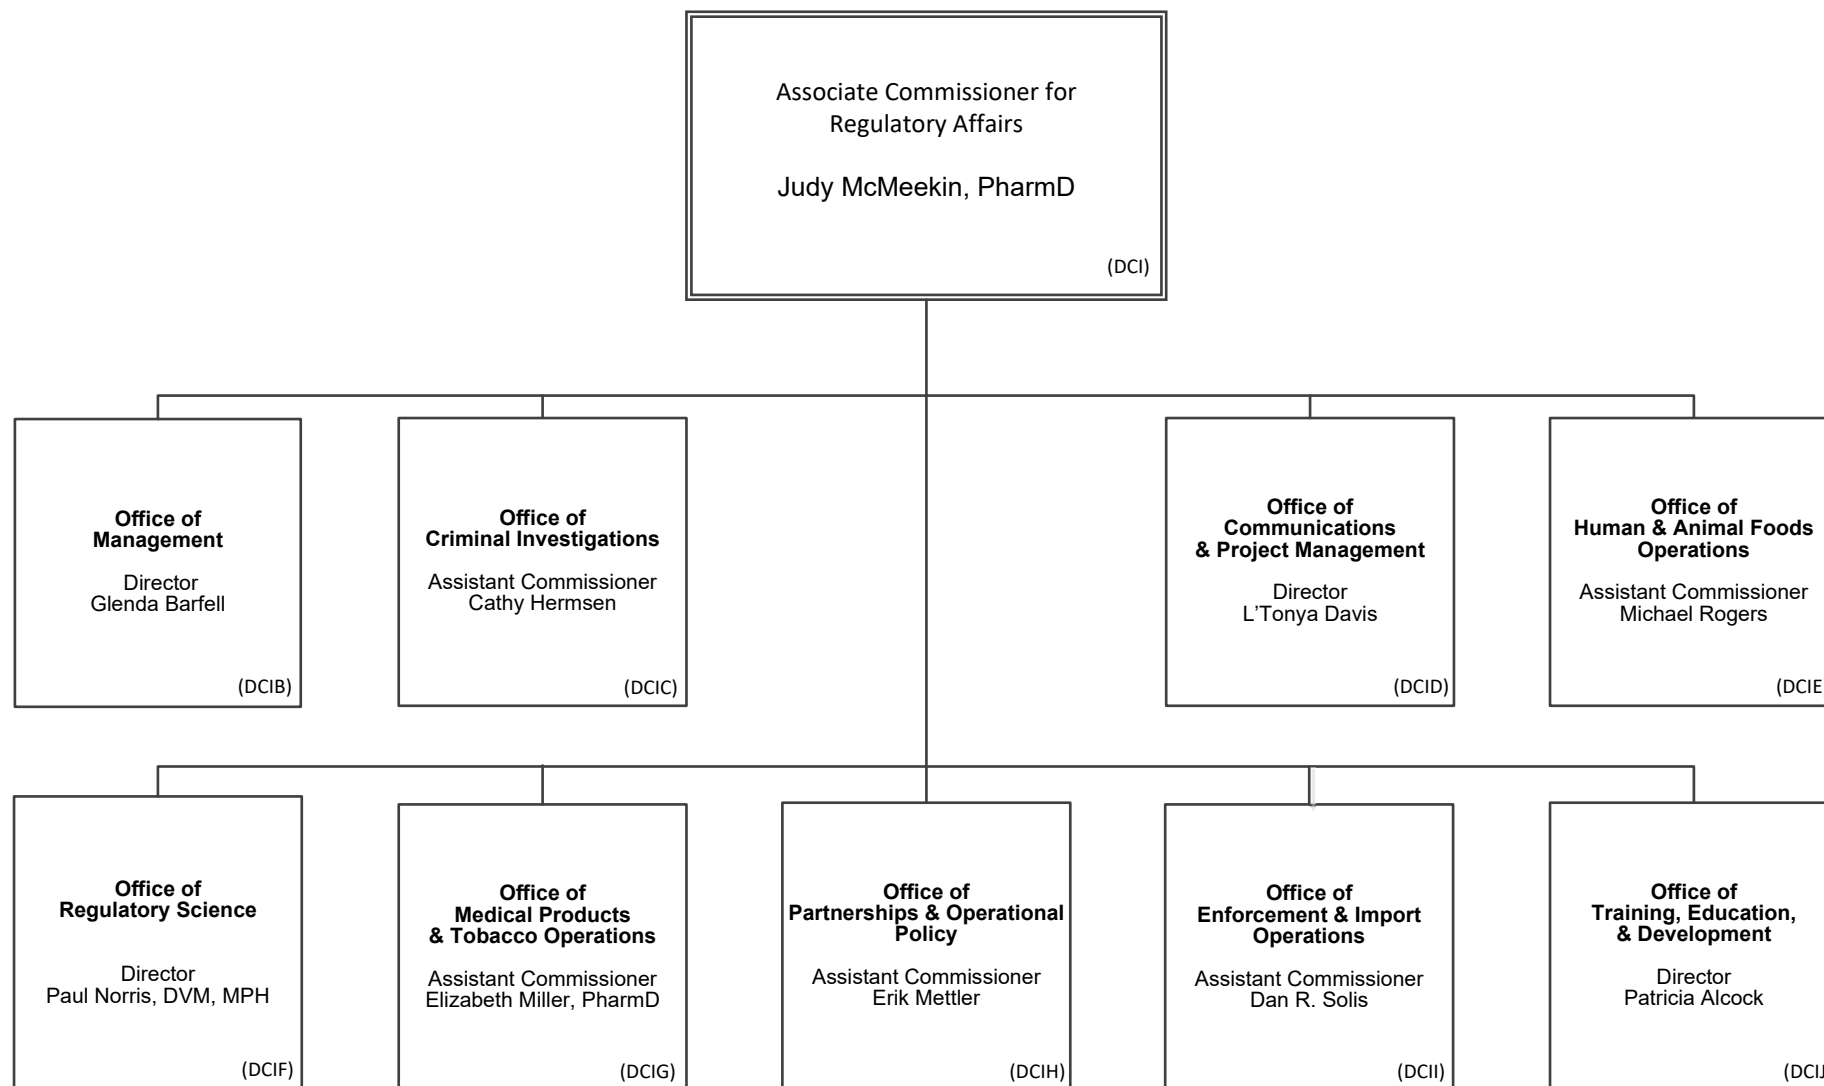 Associate Commissioner for
Regulatory Affairs
Judy McMeekin, PharmD
(DCI)
Office of
Management
Director
Glenda Barfell
(DCIB)
Office of
Criminal Investigations
Assistant Commissioner
Cathy Hermsen
(DCIC)
Office of
Communications
& Project Management
Director
L’Tonya Davis
(DCID)
Office of
Human & Animal Foods
Operations
Assistant Commissioner
Michael Rogers
(DCIE
Office of
Regulatory Science
Director
Paul Norris, DVM, MPH
(DCIF)
Office of
Medical Products
& Tobacco Operations
Assistant Commissioner
Elizabeth Miller, PharmD
(DCIG)
Office of
Partnerships & Operational
Policy
Assistant Commissioner
Erik Mettler
(DCIH)
Office of
Enforcement & Import
Operations
Assistant Commissioner
Dan R. Solis
(DCII)
Office of
Training, Education,
& Development
Director
Patricia Alcock
(DCIJ